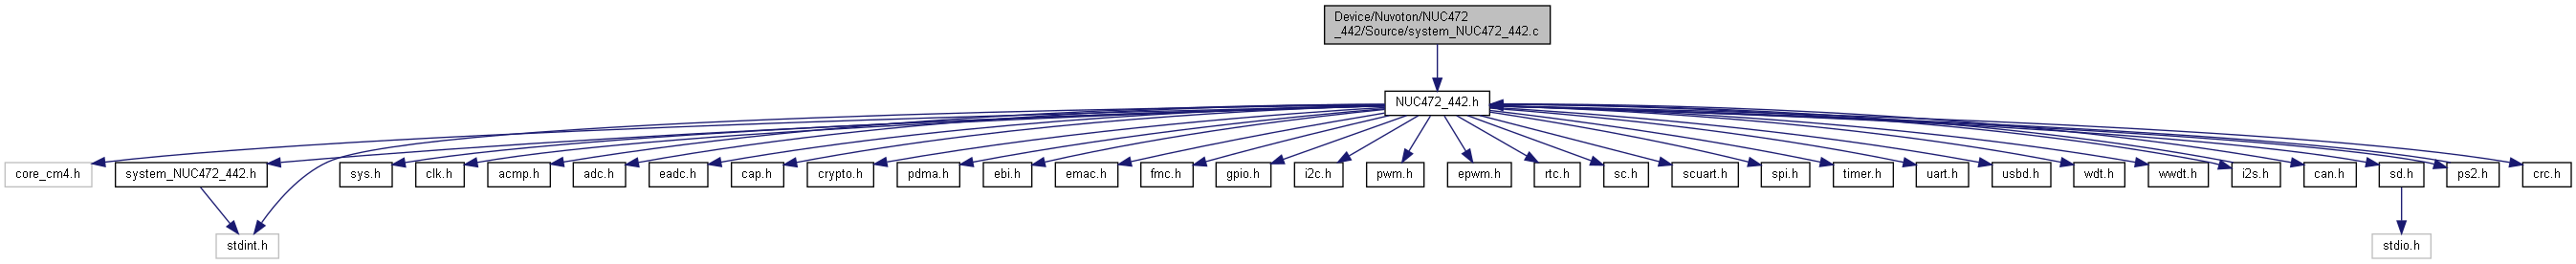 Device/Nuvoton/NUC472
_442/Source/system_NUC472_442.c
NUC472_442.h
core_cm4.h
system_NUC472_442.h
sys.h
clk.h
acmp.h
adc.h
eadc.h
cap.h
crypto.h
pdma.h
ebi.h
emac.h
fmc.h
gpio.h
i2c.h
pwm.h
epwm.h
rtc.h
sc.h
scuart.h
spi.h
timer.h
uart.h
usbd.h
wdt.h
wwdt.h
i2s.h
can.h
sd.h
ps2.h
crc.h
stdint.h
stdio.h